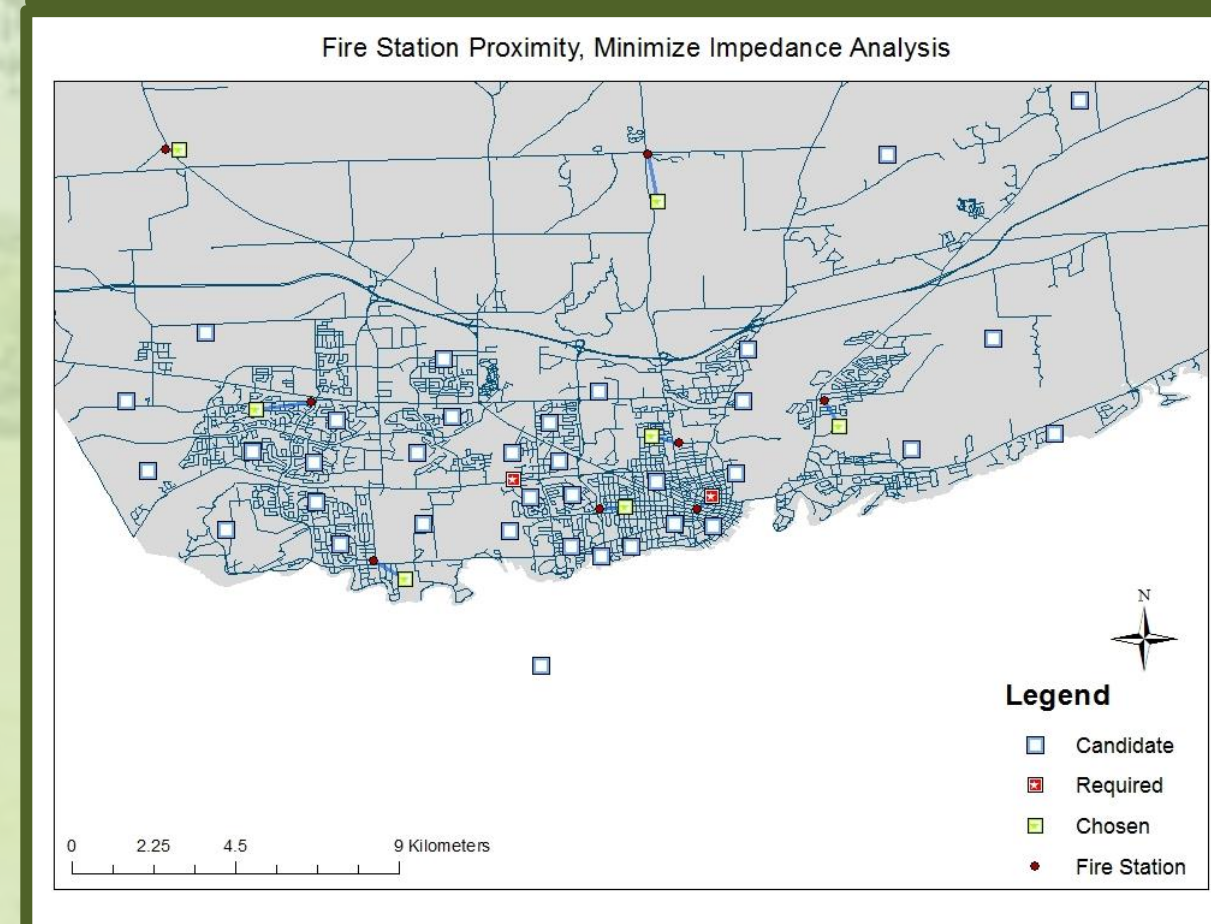 Fire Station Proximity, Minimize Impedance Analysis
N
Legend
Candidate
Required
Chosen
Fire Station
0 2.25 4.5 9 Kilometers